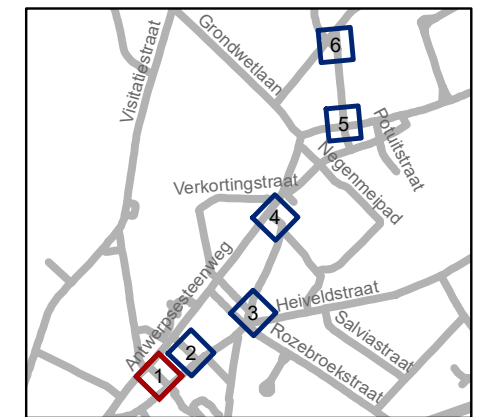 6
Grondwetlaan
Visitatiestraat
5
Potuitstraat
Negenmeipad
Verkortingstraat
4
Antwerpsesteenweg
Heiveldstraat
3
Salviastraat
Rozebroekstraat
2
1